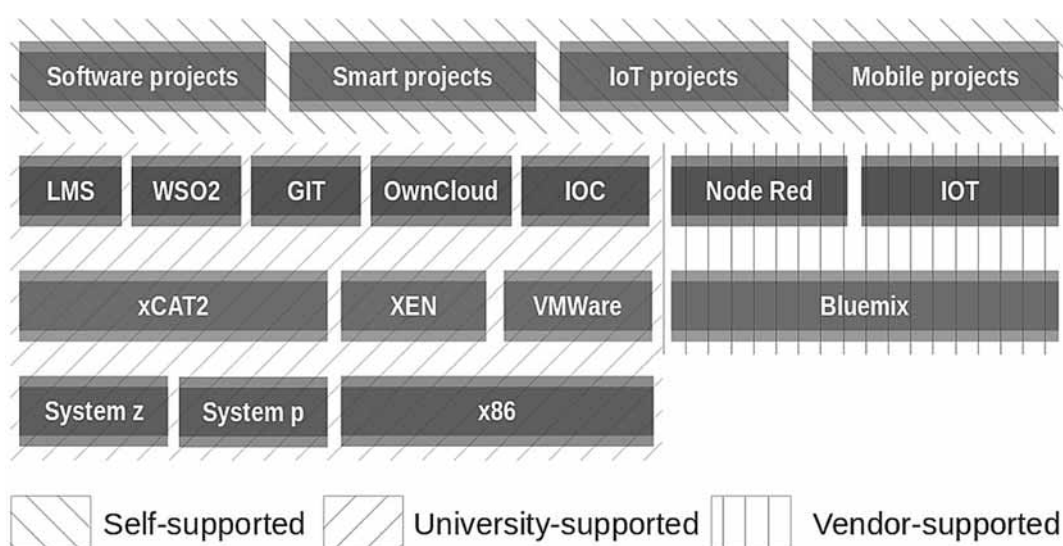 Software projects Smart projects IoT projects Mobile projects
LMS WSO2 GIT OwnCloud IOC Node Red IOT
xCAT2 XEN VMWare Bluemix
System z System p x86
Self-supported University-supported Vendor-supported